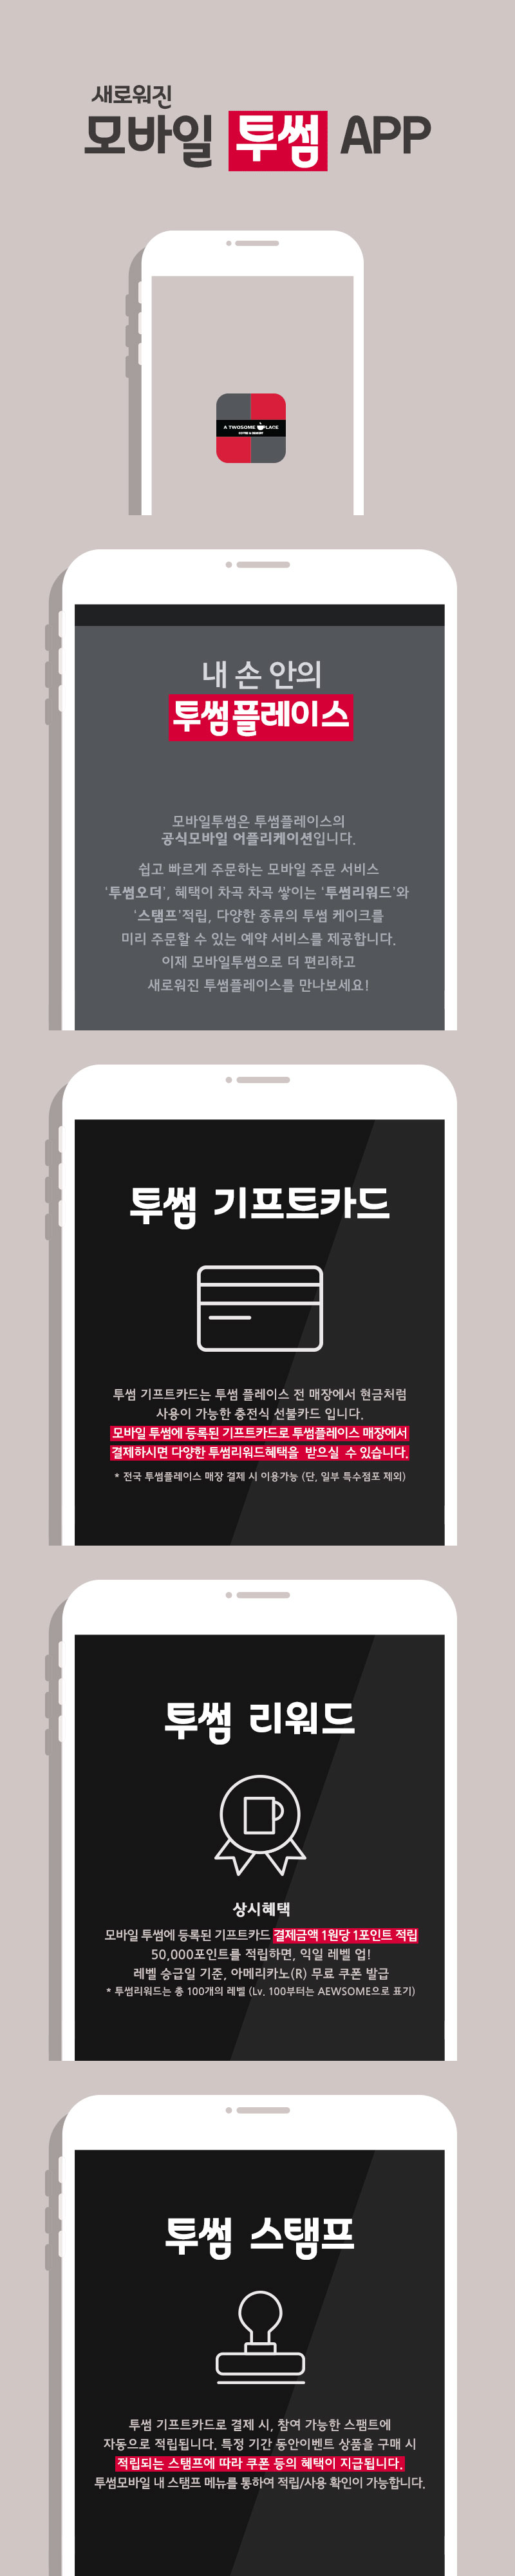 새로워진
모바일 투썸 APP
A TWOSOME PLACE
COFFEE & DESSERT
내 손 안의
투썸플레이스
모바일투썸은 투썸플레이스의
공식모바일 어플리케이션입니다.
쉽고 빠르게 주문하는 모바일 주문 서비스
‘투썸오더’, 혜택이 차곡 차곡 쌓이는 ‘투썸리워드’와
‘스탬프’적립, 다양한 종류의 투썸 케이크를
미리 주문할 수 있는 예약 서비스를 제공합니다.
이제 모바일투썸으로 더 편리하고
새로워진 투썸플레이스를 만나보세요!
투썸 기프트카드
투썸 기프트카드는 투썸 플레이스 전 매장에서 현금처럼
사용이 가능한 충전식 선불카드 입니다.
모바일 투썸에 등록된 기프트카드로 투썸플레이스 매장에서
결제하시면 다양한 투썸리워드혜택을 받으실 수 있습니다.
* 전국 투썸플레이스 매장 결제 시 이용가능 (단, 일부 특수점포 제외)
투썸 리워드
상시혜택
모바일 투썸에 등록된 기프트카드 결제금액 1원당 1포인트 적립
50,000포인트를 적립하면, 익일 레벨 업!
레벨 승급일 기준, 아메리카노(R) 무료 쿠폰 발급
* 투썸리워드는 총 100개의 레벨 (Lv. 100부터는 AEWSOME으로 표기)
투썸 스탬프
투썸 기프트카드로 결제 시, 참여 가능한 스탬트에
자동으로 적립됩니다. 특정 기간 동안이벤트 상품을 구매 시
적립되는 스탬프에 따라 쿠폰 등의 혜택이 지급됩니다.
투썸모바일 내 스탬프 메뉴를 통하여 적립/사용 확인이 가능합니다.